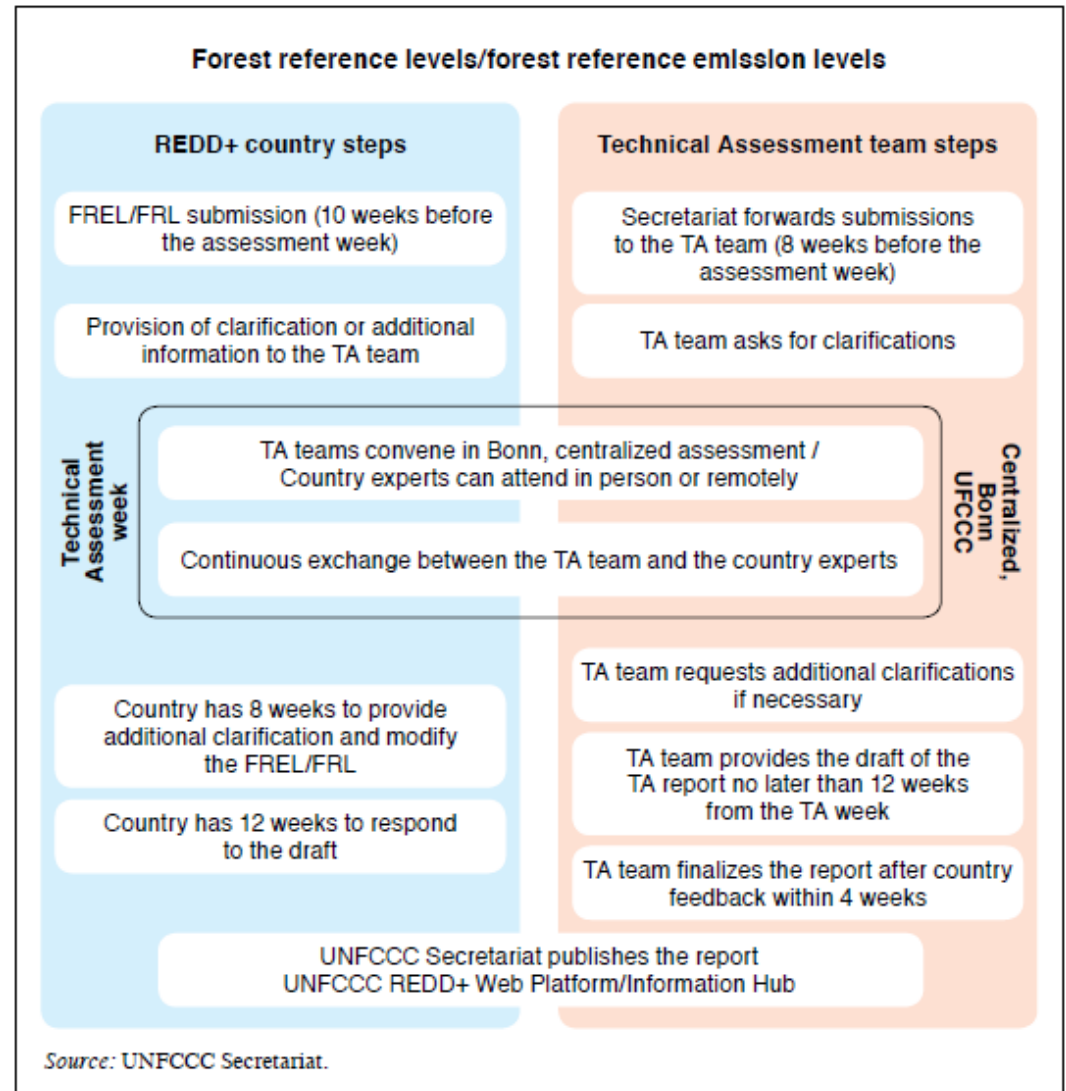 Forest reference levels/forest reference emission levels
REDD+ country steps
FREL/FRL submission (10 weeks before
the assessment week)
Provision of clarification or additional
information to the TA team
Technical Assessment team steps
Secretariat forwards submissions
to the TA team (8 weeks before the
assessment week)
TA team asks for clarifications
Technical
Assessment
week
TA teams convene in Bonn, centralized assessment /
Country experts can attend in person or remotely
Continuous exchange between the TA team and the country experts
Centralized,
Bonn
UFCCC
Country has 8 weeks to provide
additional clarification and modify
the FREL/FRL
Country has 12 weeks to respond
to the draft
TA team requests additional clarifications
if necessary
TA team provides the draft of the
TA report no later than 12 weeks
from the TA week
TA team finalizes the report after country
feedback within 4 weeks
UNFCCC Secretariat publishes the report
UNFCCC REDD+ Web Platform/Information Hub
Source: UNFCCC Secretariat.